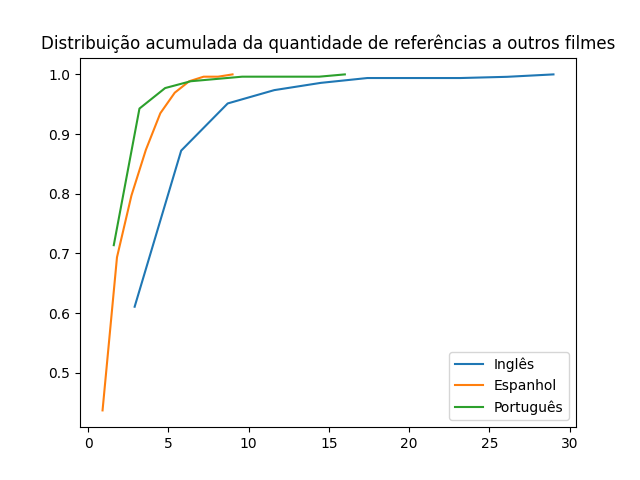 Distribuição acumulada da quantidade de referências a outros filmes
1.0
0.9
0.8
0.7
0.6
0.5
0 5 10 15 20 25 30
Inglês
Espanhol
Português